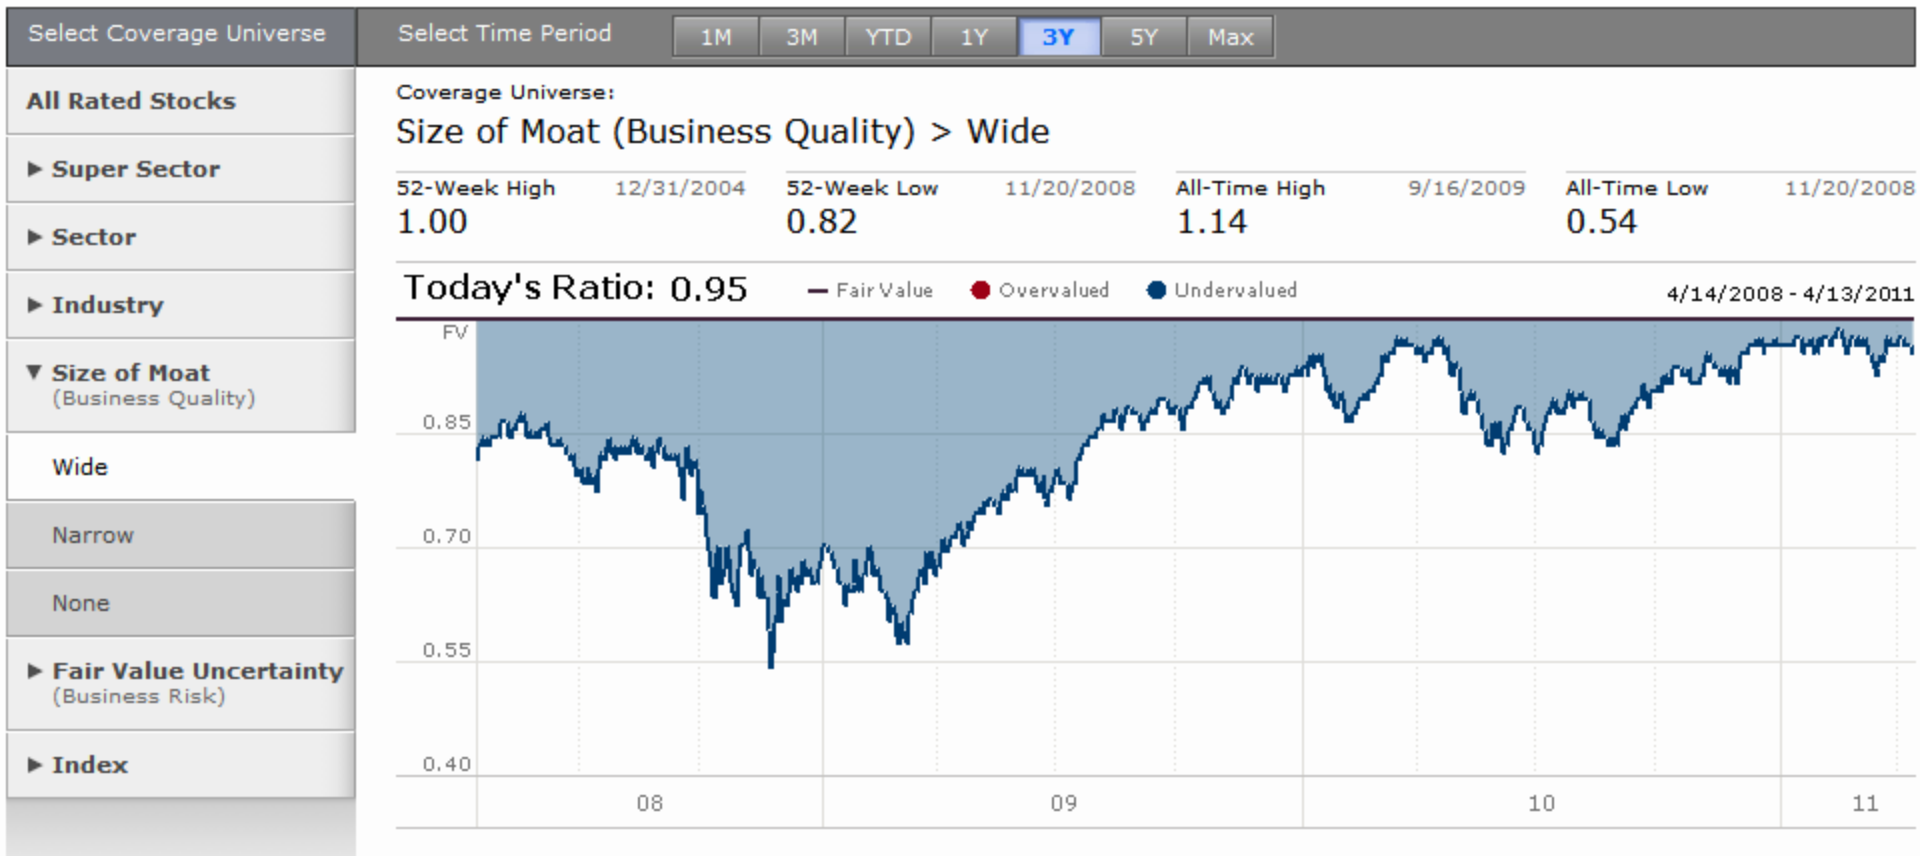 Select Coverage Universe
Select Time Period
1M 3M YTD 1Y 3Y 5Y Max
All Rated Stocks
▶ Super Sector
▶ Sector
▶ Industry
▼ Size of Moat
(Business Quality)
Wide
Narrow
None
▶ Fair Value Uncertainty
(Business Risk)
▶ Index
Coverage Universe:
Size of Moat (Business Quality) > Wide
52-Week High 12/31/2004
1.00
52-Week Low 11/20/2008
0.82
All-Time High 9/16/2009
1.14
All-Time Low 11/20/2008
0.54
Today's Ratio: 0.95
Fair Value
Overvalued
Undervalued
4/14/2008 - 4/13/2011
FV
0.85
0.70
0.55
0.40
08 09 10 11